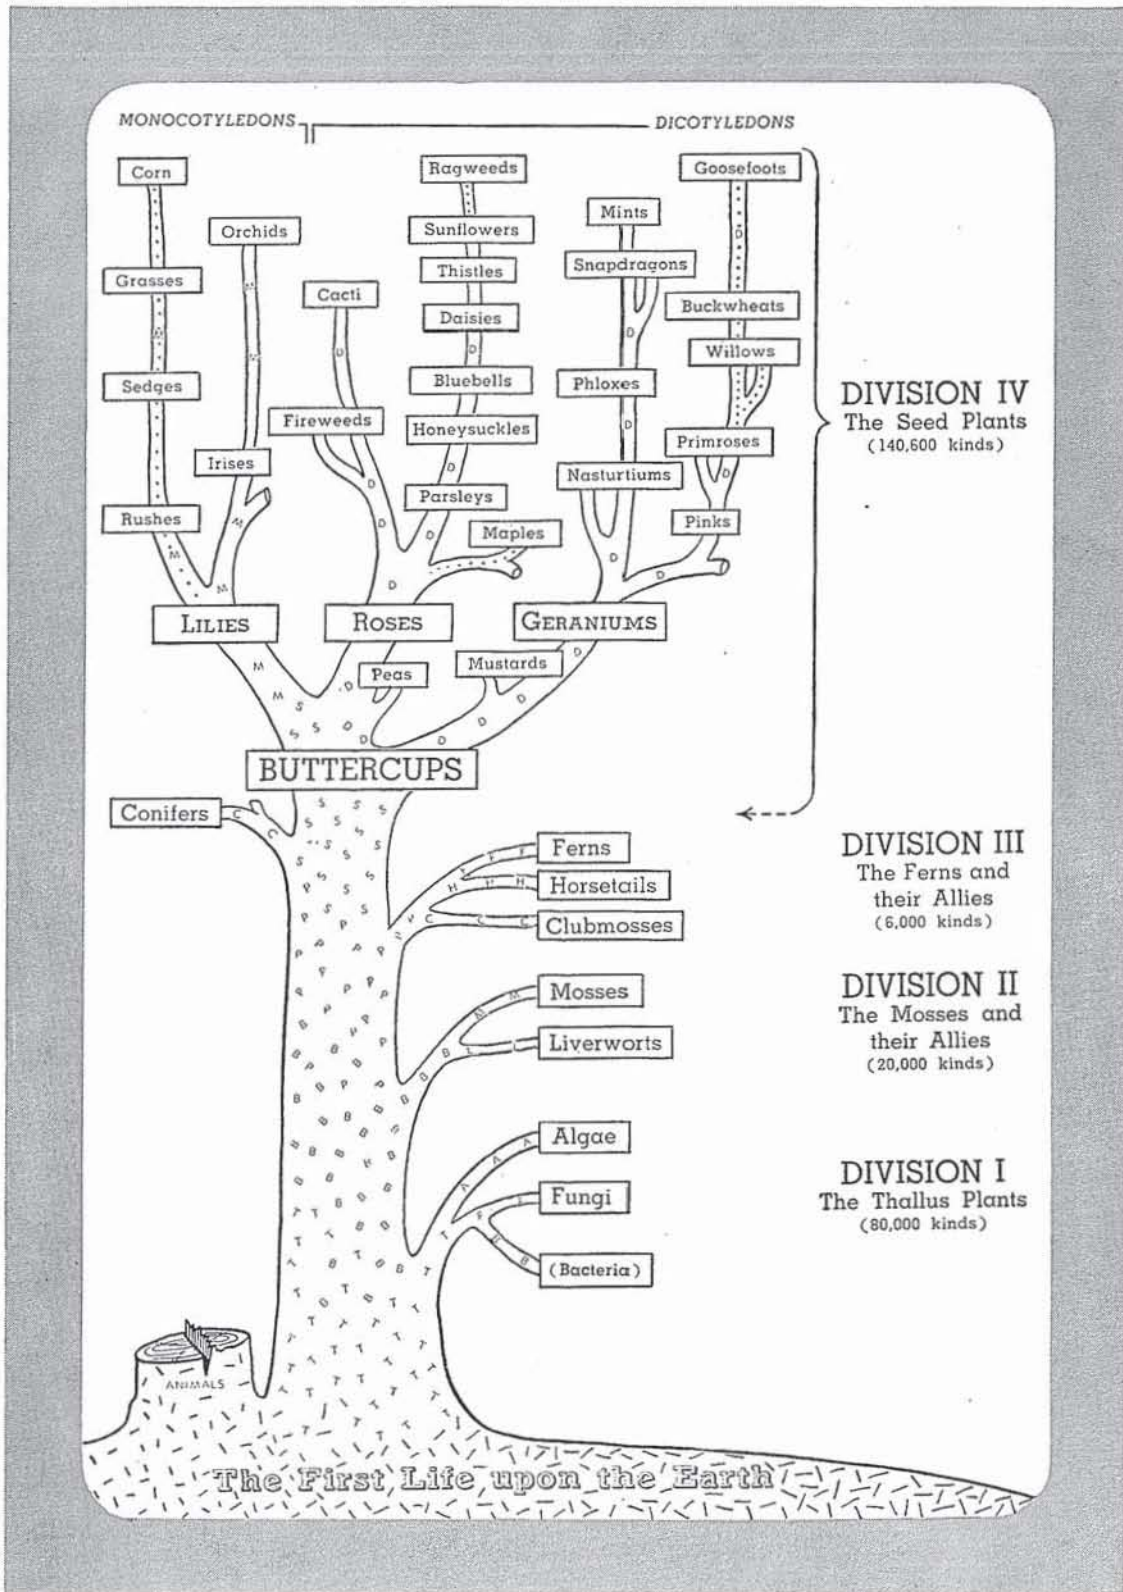 MONOCOTYLEDONS
DICOTYLEDONS
Corn
Ragweeds
Goosefoots
Mints
Orchids
Sunflowers
Snapdragons
Thistles
Grasses
Cacti
Buckwheats
Daisies
Willows
Sedges
Bluebells
Phloxes
DIVISION IV
The Seed Plants
(140,600 kinds)
Fireweeds
Honeysuckles
Primroses
Irises
Nasturtiums
Parsleys
Rushes
Pinks
Maples
LILIES
ROSES
GERANIUMS
Mustards
Peas
BUTTERCUPS
Conifers
Ferns
Horsetails
Clubmosses
DIVISION III
The Ferns and
their Allies
(6,000 kinds)
Mosses
Liverworts
DIVISION II
The Mosses and
their Allies
(20,000 kinds)
Algae
Fungi
(Bacteria)
DIVISION I
The Thallus Plants
(80,000 kinds)
ANIMALS
The First Life upon the Earth